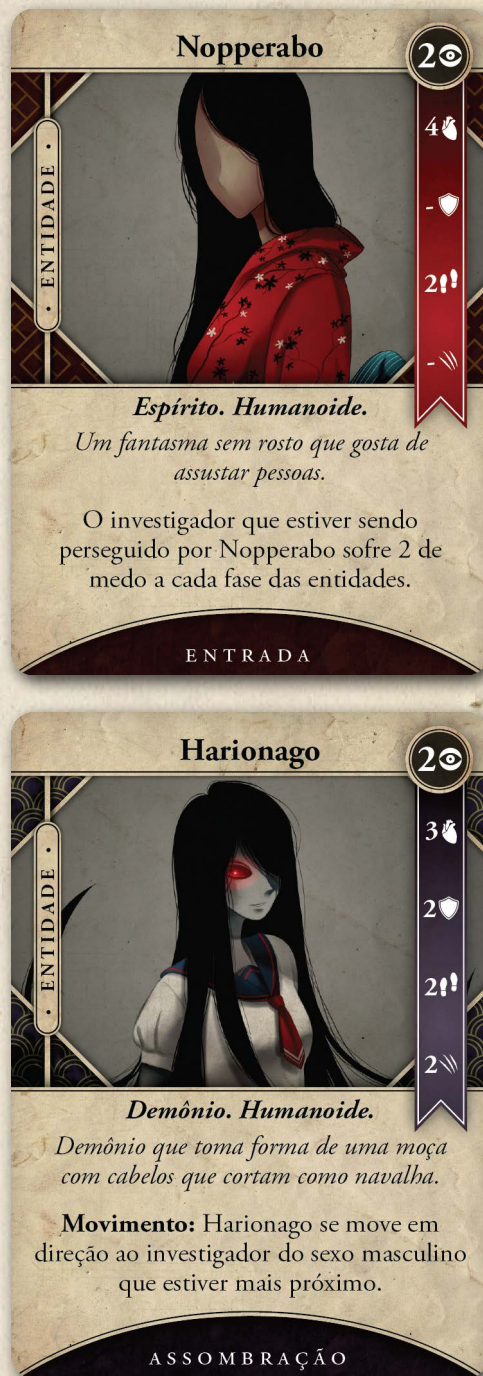 Nopperabo
2
ENTIDADE
4
-
2
-
Espírito. Humanoide.
Um fantasma sem rosto que gosta de
assustar pessoas.
O investigador que estiver sendo
perseguido por Nopperabo sofre 2 de
medo a cada fase das entidades.
ENTRADA
Harionago
2
ENTIDADE
3
2
2
2
Demônio. Humanoide.
Demônio que toma forma de uma moça
com cabelos que cortam como navalha.
Movimento: Harionago se move em
direção ao investigador do sexo masculino
que estiver mais próximo.
ASSOMBRAÇÃO